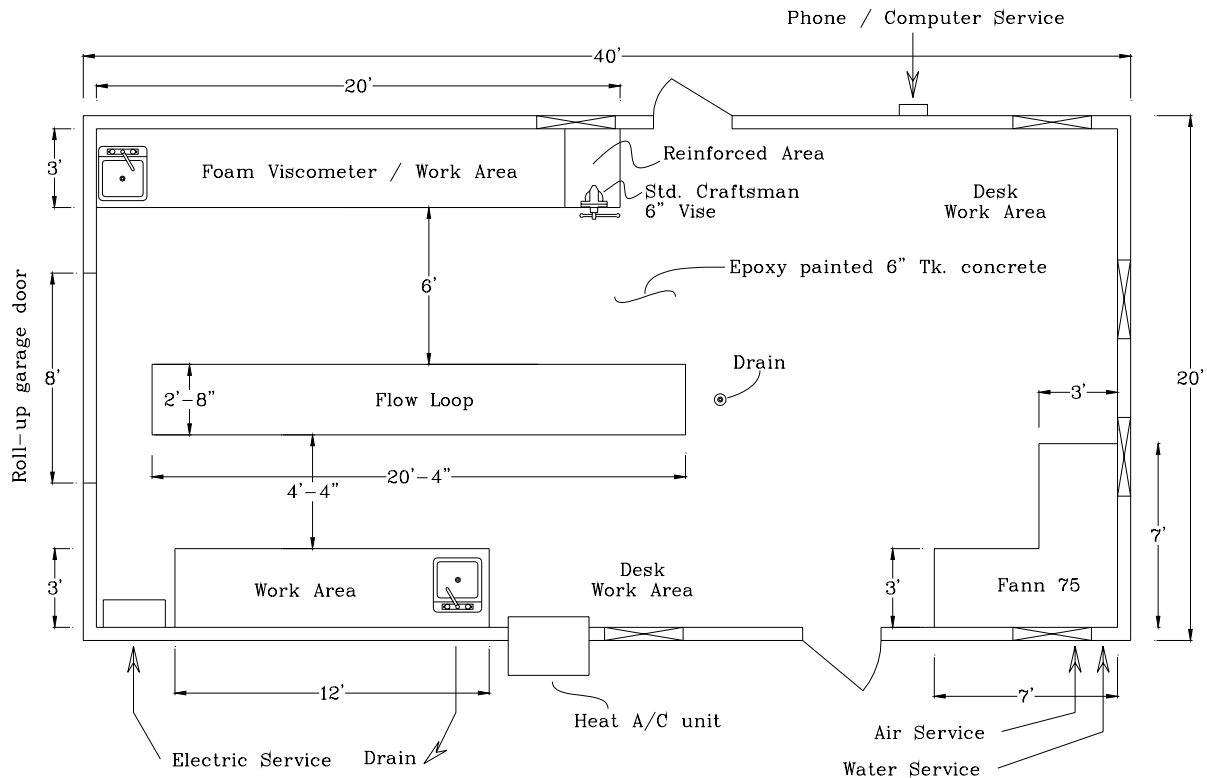 Phone / Computer Service
40'
20'
3'
Foam Viscometer / Work Area
Reinforced Area
Std. Craftsman
6" Vise
Desk
Work Area
Epoxy painted 6" Tk. concrete
6'
Roll-up garage door
8'
Drain
20'
2'-8"
Flow Loop
3'
20'-4"
4'-4"
7'
3'
Work Area
Desk
Work Area
3'
Fann 75
12'
7'
Heat A/C unit
Air Service
Electric Service
Drain
Water Service